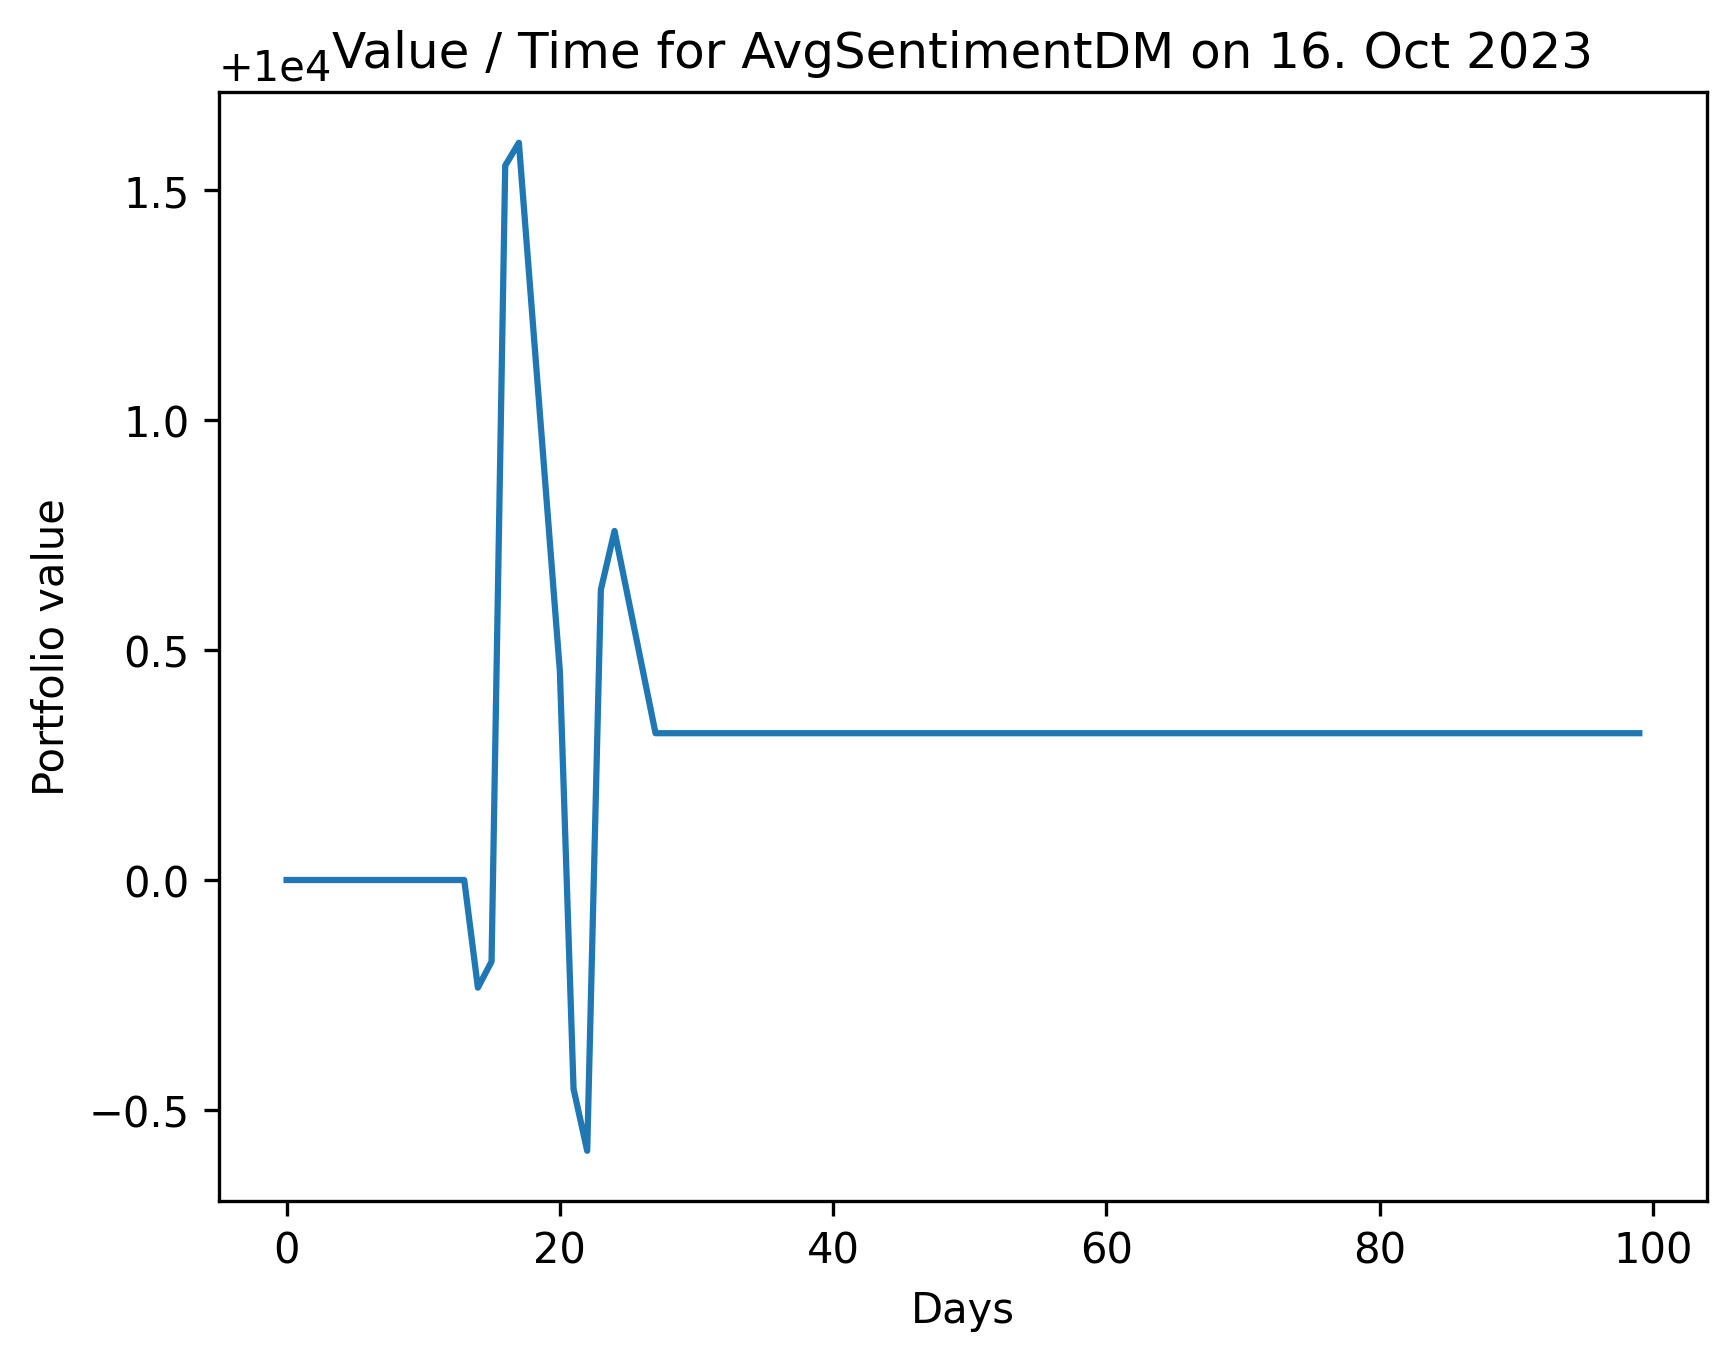 Value / Time for AvgSentimentDM on 16. Oct 2023
+1e4
1.5
1.0
0.5
0.0
−0.5
Portfolio value
0 20 40 60 80 100
Days